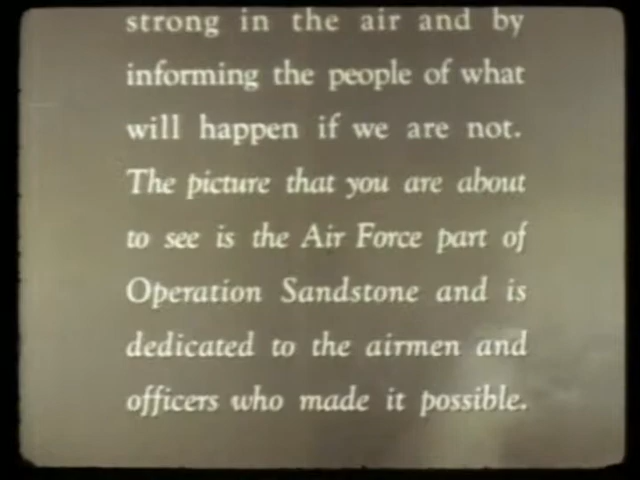 strong in the air and by
informing the people of what
will happen if we are not.
The picture that you are about
to see is the Air Force part of
Operation Sandstone and is
dedicated to the airmen and
officers who made it possible.